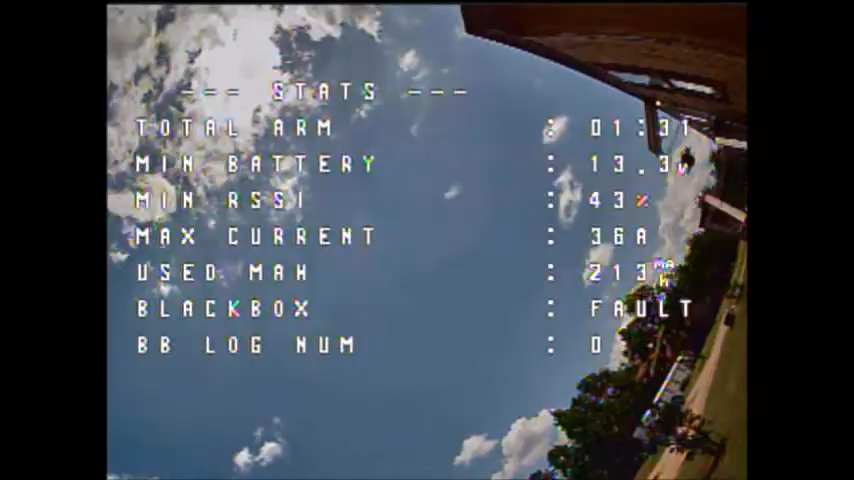 --- STATS ---
TOTAL ARM : 01:31
MIN BATTERY : 13.3V
MIN RSSI : 43%
MAX CURRENT : 36A
USED MAH : 213MAH
BLACKBOX : FAULT
BB LOG NUM : 0